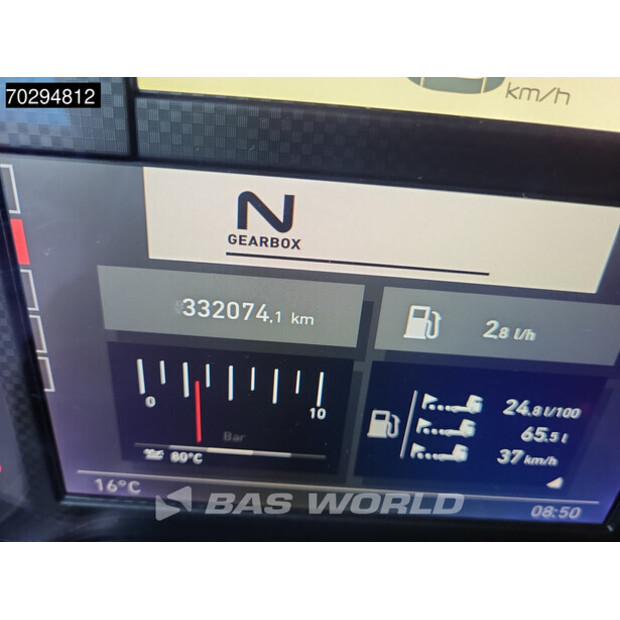 70294812
km/h
N
GEARBOX
332074.1 km
2,8 l/h
0
10
Bar
80°C
24,8 l/100
65,5 l
37 km/h
16°C
BAS WORLD
08:50